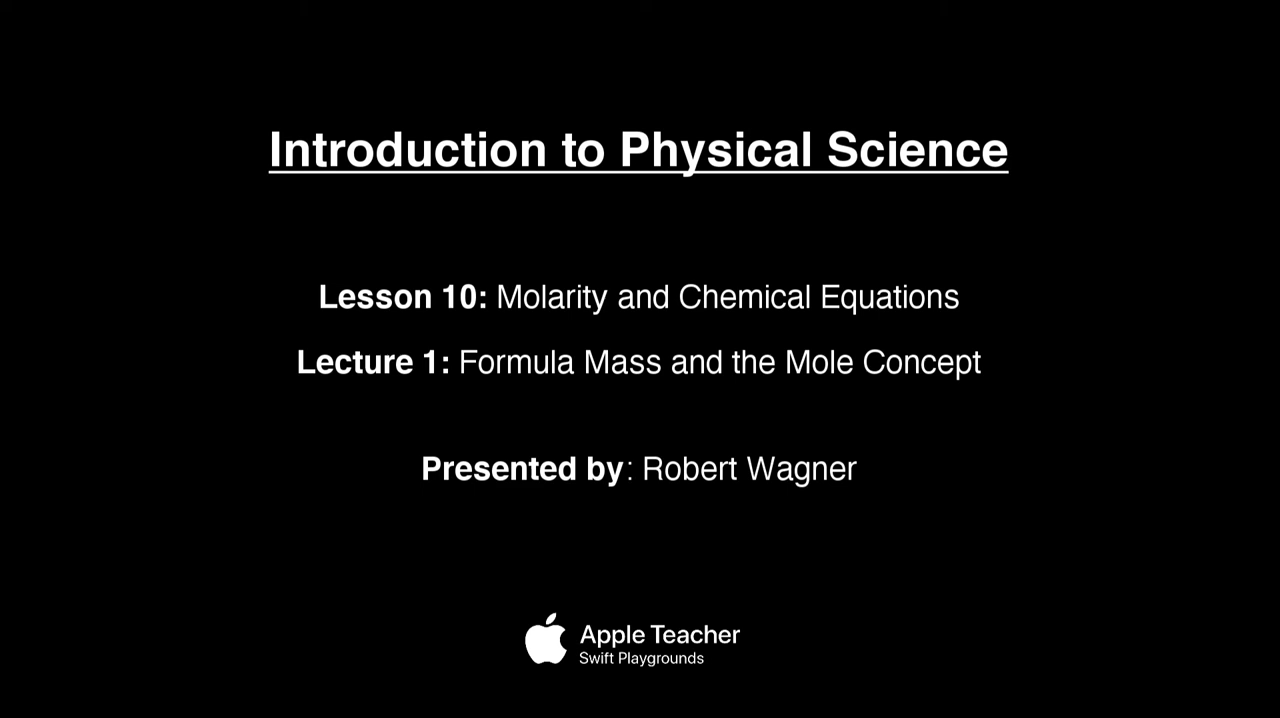 Introduction to Physical Science
Lesson 10: Molarity and Chemical Equations
Lecture 1: Formula Mass and the Mole Concept
Presented by: Robert Wagner
Apple Teacher
Swift Playgrounds